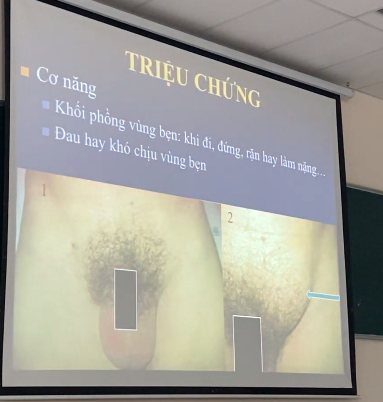 TRIỆU CHỨNG
Cơ năng
Khối phồng vùng bẹn: khi đi, đứng, rặn hay làm nặng...
Đau hay khó chịu vùng bẹn
1
2